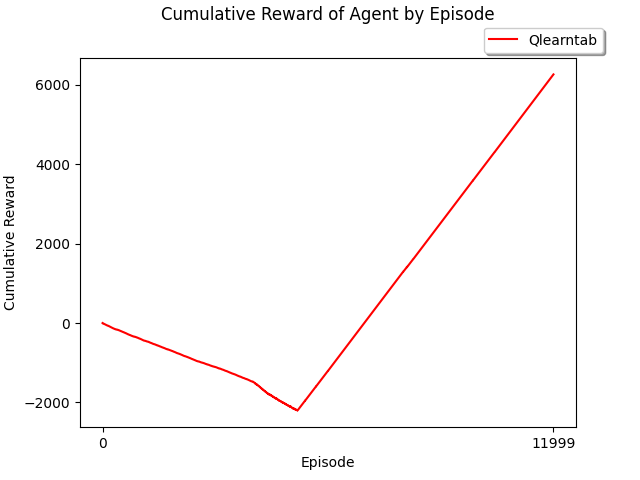 Cumulative Reward of Agent by Episode
Qlearntab
6000
4000
2000
0
−2000
Cumulative Reward
0
11999
Episode